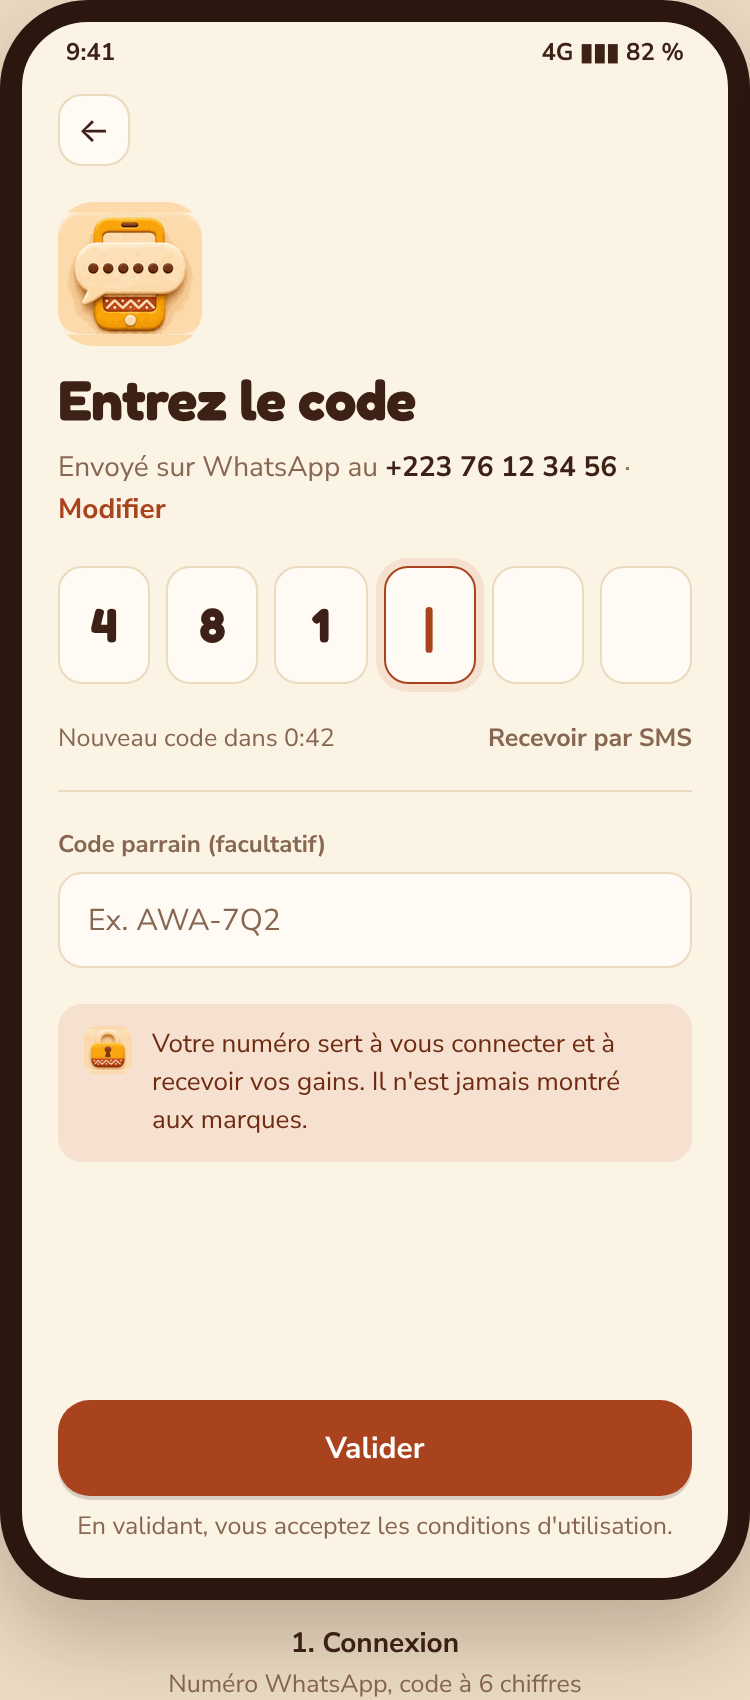 9:41
4G ▮▮▮ 82 %
Entrez le code
Envoyé sur WhatsApp au +223 76 12 34 56 ·
Modifier
4 8 1
Nouveau code dans 0:42
Recevoir par SMS
Code parrain (facultatif)
Ex. AWA-7Q2
Votre numéro sert à vous connecter et à
recevoir vos gains. Il n'est jamais montré
aux marques.
Valider
En validant, vous acceptez les conditions d'utilisation.
1. Connexion
Numéro WhatsApp, code à 6 chiffres